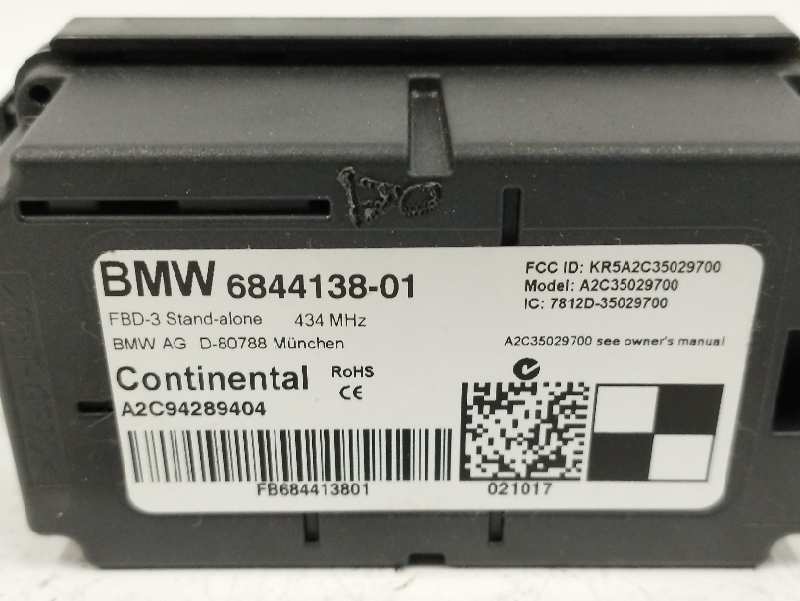 BMW 6844138-01
FBD-3 Stand-alone 434 MHz
BMW AG D-80788 München
FCC ID: KR5A2C35029700
Model: A2C35029700
IC: 7812D-35029700
A2C35029700 see owner's manual
Continental RoHS
CE
A2C94289404
FB684413801
021017